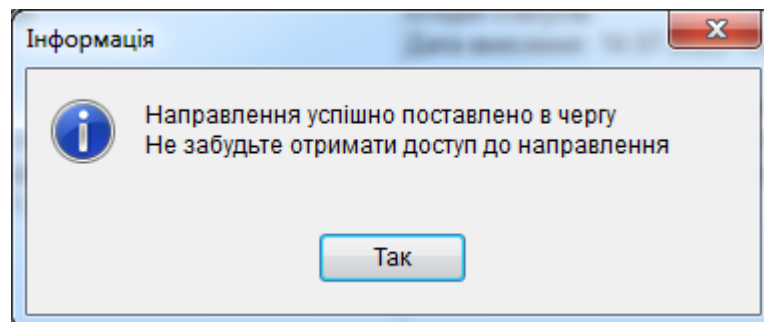 Інформація
Направлення успішно поставлено в чергу
Не забудьте отримати доступ до направлення
Так